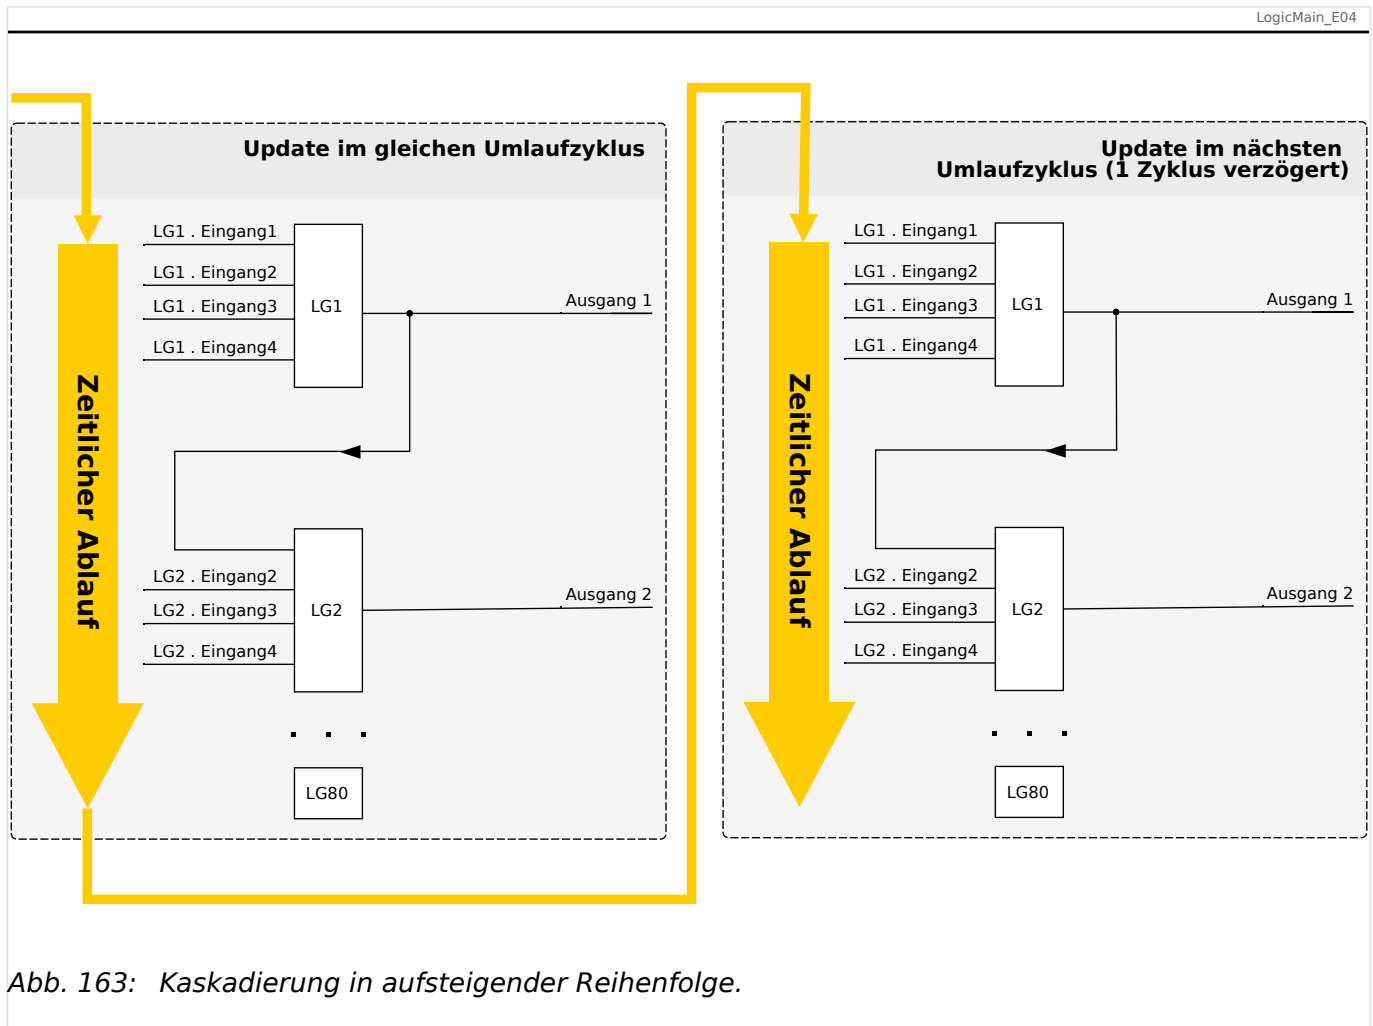 LogicMain_E04
Update im gleichen Umlaufzyklus
LG1 . Eingang1
LG1 . Eingang2
LG1 . Eingang3
LG1 . Eingang4
LG1
Ausgang 1
Zeitlicher Ablauf
LG2 . Eingang2
LG2 . Eingang3
LG2 . Eingang4
LG2
Ausgang 2
. . .
LG80
Update im nächsten
Umlaufzyklus (1 Zyklus verzögert)
LG1 . Eingang1
LG1 . Eingang2
LG1 . Eingang3
LG1 . Eingang4
LG1
Ausgang 1
Zeitlicher Ablauf
LG2 . Eingang2
LG2 . Eingang3
LG2 . Eingang4
LG2
Ausgang 2
. . .
LG80
Abb. 163: Kaskadierung in aufsteigender Reihenfolge.